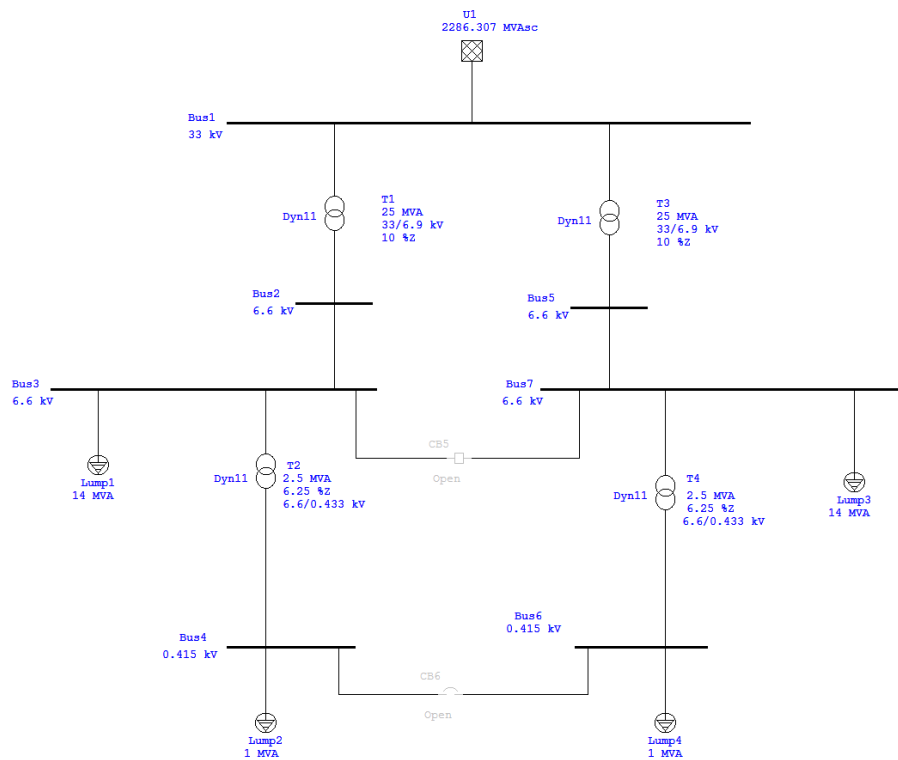 U1
2286.307 MVAsc
Bus1
33 kV
Dyn11
T1
25 MVA
33/6.9 kV
10 %Z
Dyn11
T3
25 MVA
33/6.9 kV
10 %Z
Bus2
6.6 kV
Bus5
6.6 kV
Bus3
6.6 kV
Bus7
6.6 kV
CB5
Open
Lump1
14 MVA
Dyn11
T2
2.5 MVA
6.25 %Z
6.6/0.433 kV
Dyn11
T4
2.5 MVA
6.25 %Z
6.6/0.433 kV
Lump3
14 MVA
Bus4
0.415 kV
Bus6
0.415 kV
CB6
Open
Lump2
1 MVA
Lump4
1 MVA